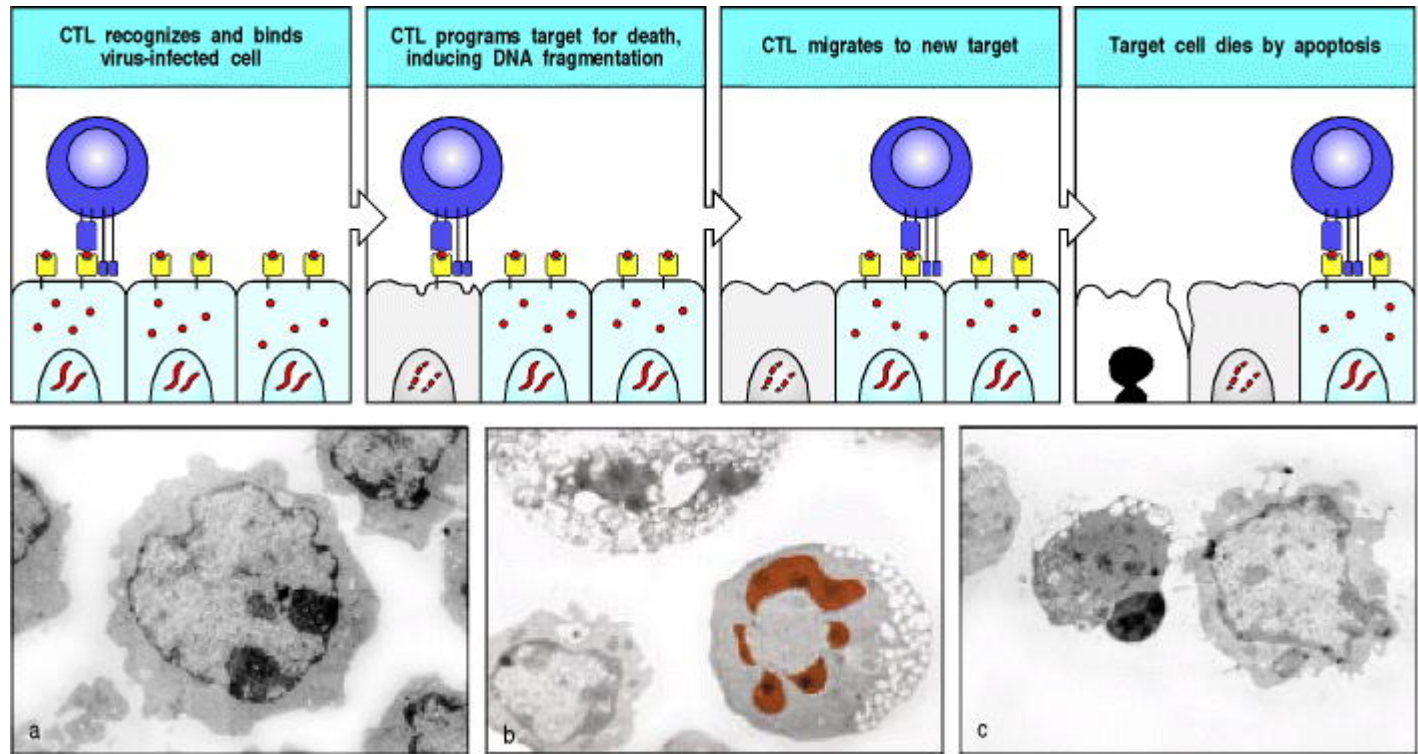 CTL recognizes and binds
virus-infected cell
CTL programs target for death,
inducing DNA fragmentation
CTL migrates to new target
Target cell dies by apoptosis
a
b
c